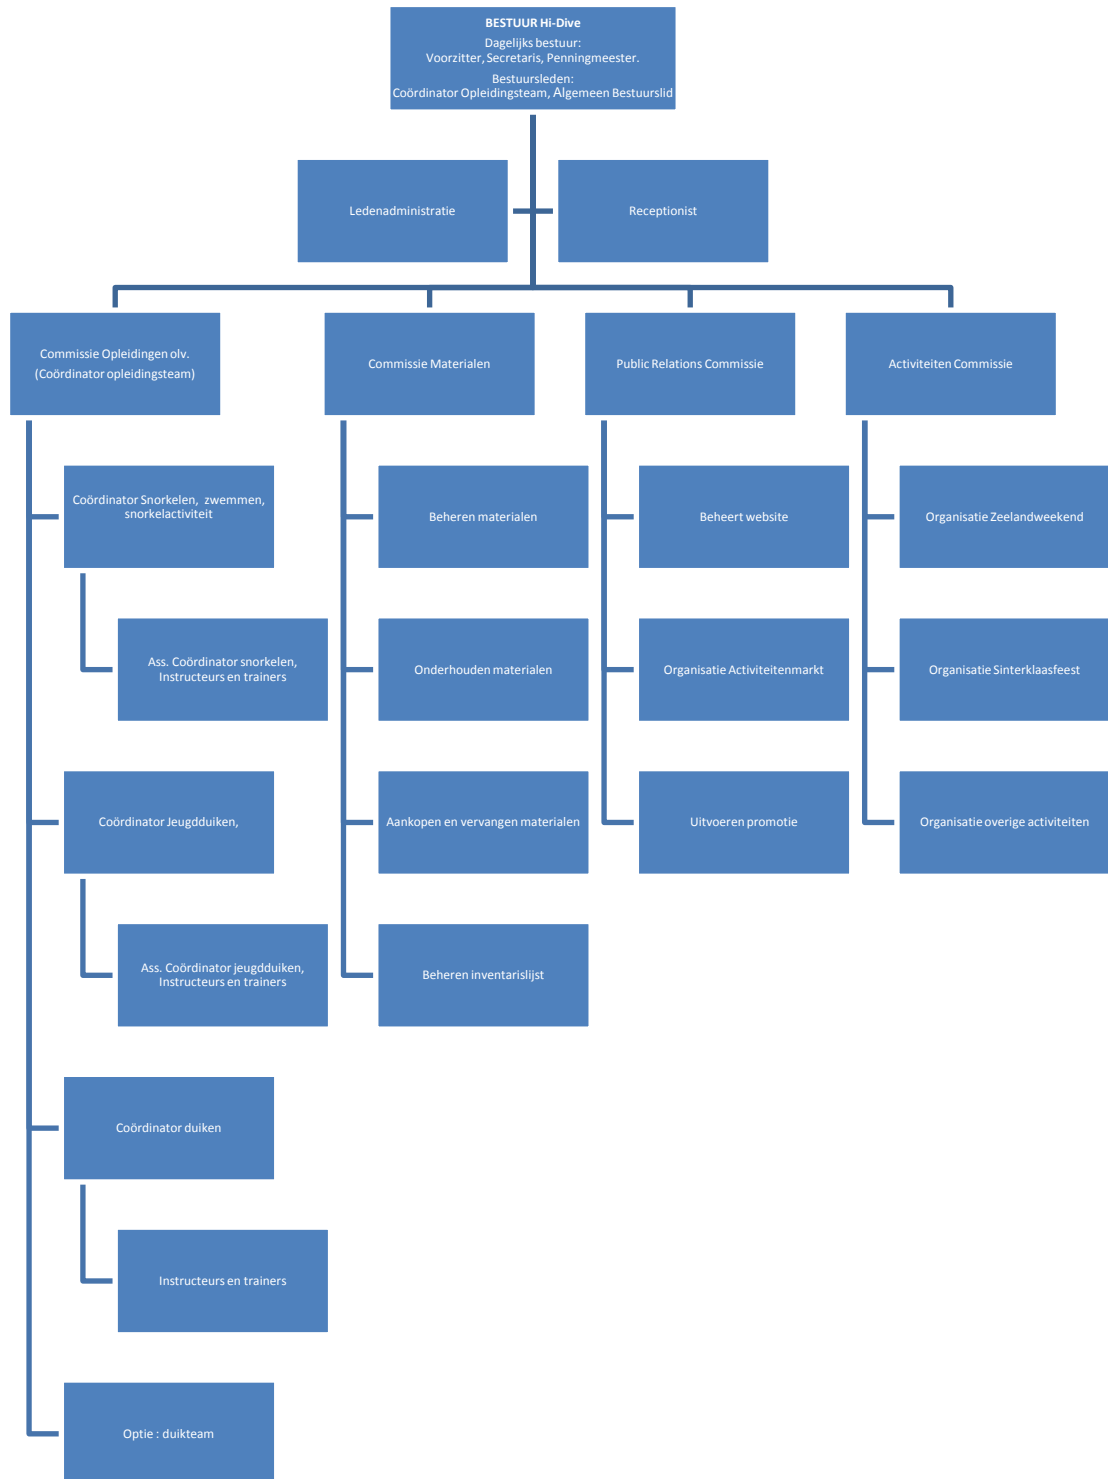 BESTUUR Hi-Dive
Dagelijks bestuur:
Voorzitter, Secretaris, Penningmeester.
Bestuursleden:
Coördinator Opleidingsteam, Algemeen Bestuurslid
Ledenadministratie
Receptionist
Commissie Opleidingen olv.
(Coördinator opleidingsteam)
Commissie Materialen
Public Relations Commissie
Activiteiten Commissie
Coördinator Snorkelen, zwemmen,
snorkelactiviteit
Beheren materialen
Beheert website
Organisatie Zeelandweekend
Ass. Coördinator snorkelen,
Instructeurs en trainers
Onderhouden materialen
Organisatie Activiteitenmarkt
Organisatie Sinterklaasfeest
Coördinator Jeugdduiken,
Aankopen en vervangen materialen
Uitvoeren promotie
Organisatie overige activiteiten
Ass. Coördinator jeugdduiken,
Instructeurs en trainers
Beheren inventarislijst
Coördinator duiken
Instructeurs en trainers
Optie : duikteam